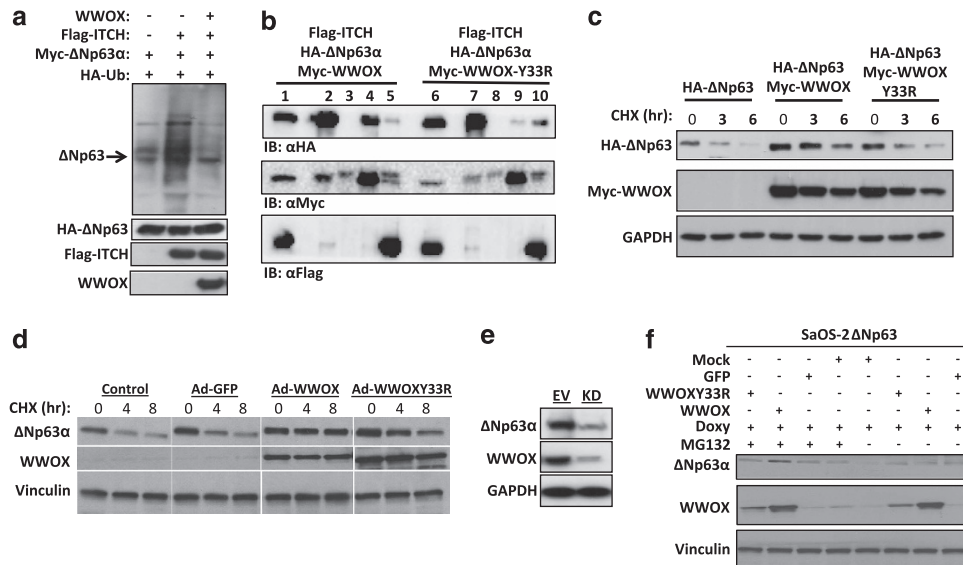 a
WWOX: - - +
Flag-ITCH: - + +
Myc-ΔNp63α: + + +
HA-Ub: + + +
ΔNp63
HA-ΔNp63
Flag-ITCH
WWOX
b
Flag-ITCH
HA-ΔNp63α
Myc-WWOX
Flag-ITCH
HA-ΔNp63α
Myc-WWOX-Y33R
1 2 3 4 5 6 7 8 9 10
IB: αHA
IB: αMyc
IB: αFlag
c
HA-ΔNp63
HA-ΔNp63
Myc-WWOX
HA-ΔNp63
Myc-WWOX
Y33R
CHX (hr): 0 3 6 0 3 6 0 3 6
HA-ΔNp63
Myc-WWOX
GAPDH
d
Control Ad-GFP Ad-WWOX Ad-WWOXY33R
CHX (hr): 0 4 8 0 4 8 0 4 8 0 4 8
ΔNp63α
WWOX
Vinculin
e
EV KD
ΔNp63α
WWOX
GAPDH
f
SaOS-2 ΔNp63
Mock - - - + + - - -
GFP - - + - - - - +
WWOXY33R + - - - - + - -
WWOX - + - - - - + -
Doxy + + + + + + + +
MG132 + + + + - - - -
ΔNp63α
WWOX
Vinculin